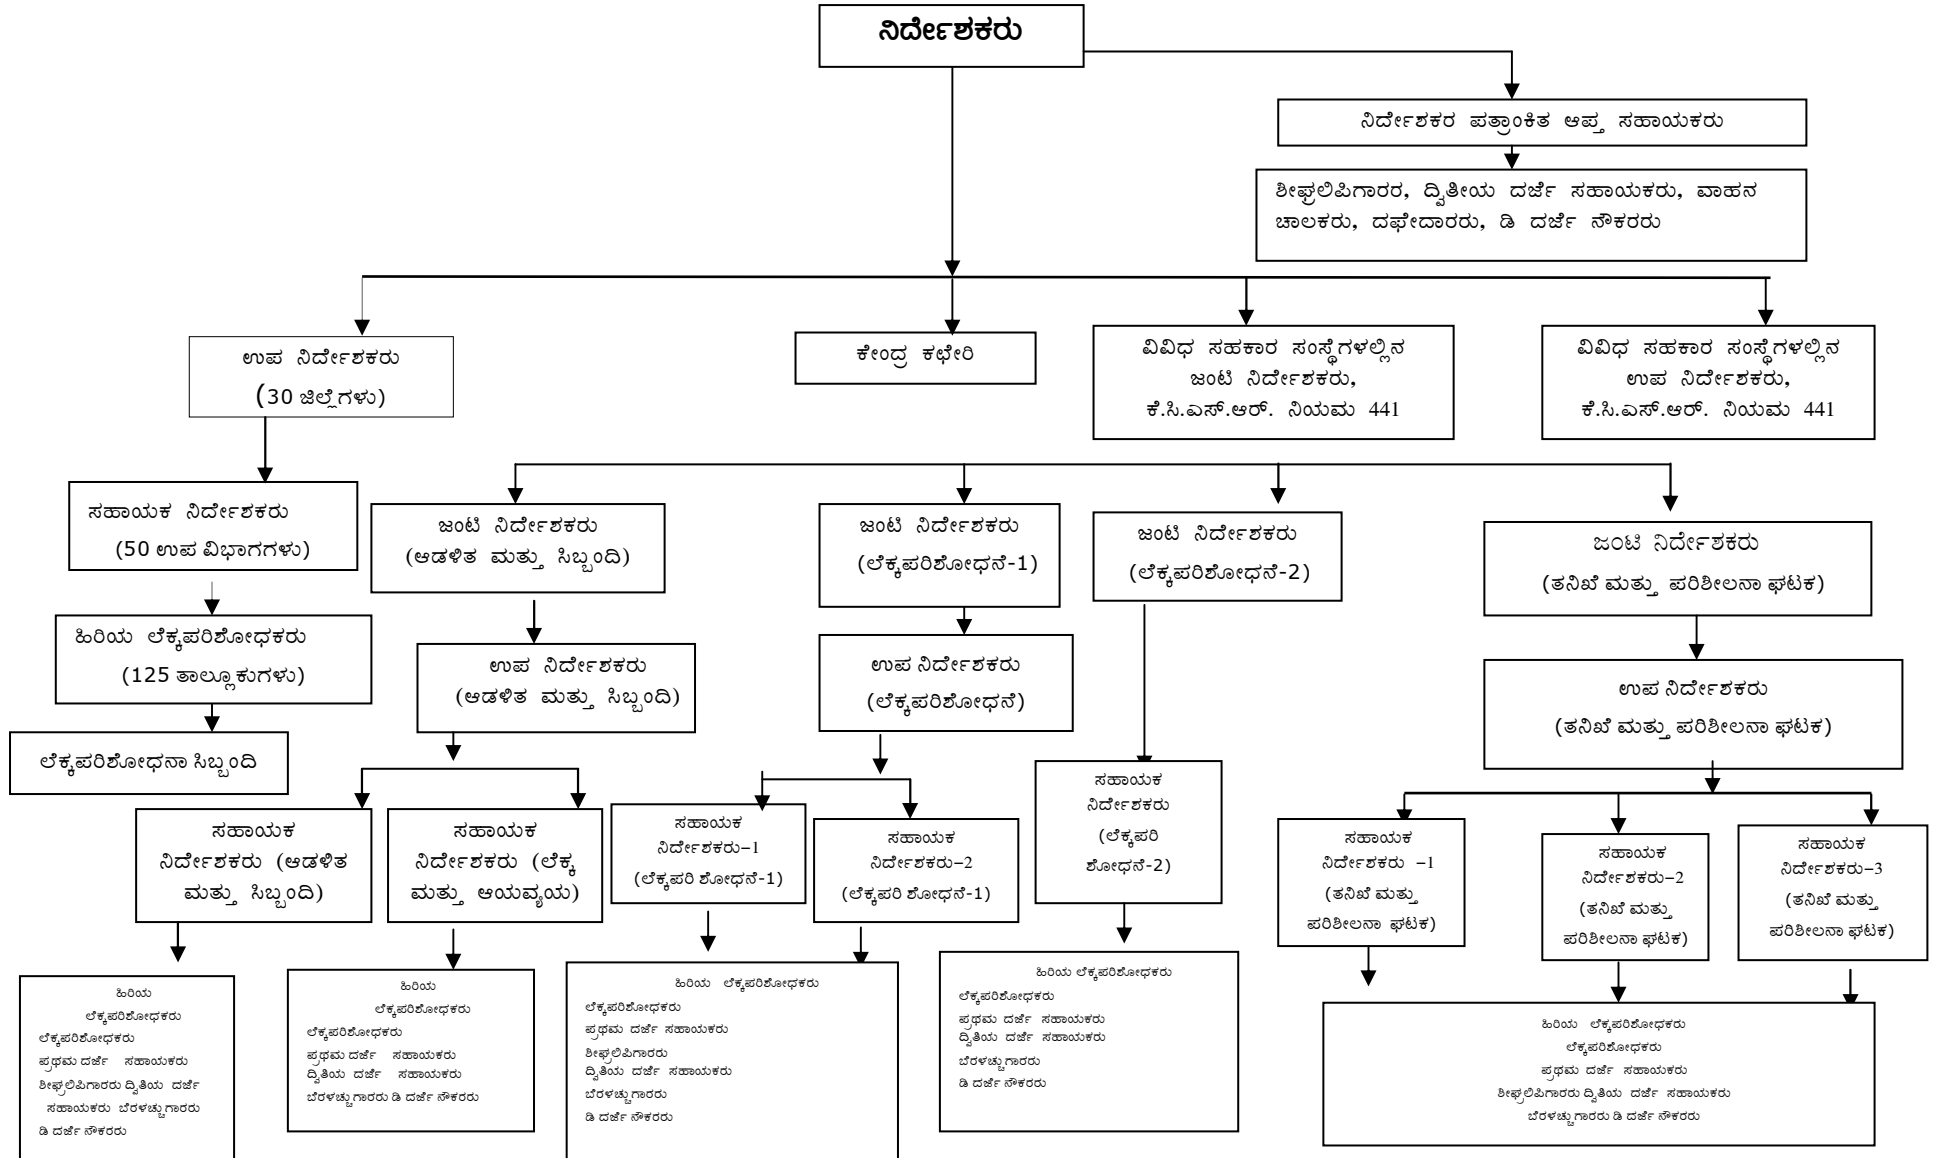 ನಿರ್ದೇಶಕರು
ನಿರ್ದೇಶಕರ ಪತ್ರಾಂಕಿತ ಆಪ್ತ ಸಹಾಯಕರು
ಶೀಘ್ರಲಿಪಿಗಾರರ, ದ್ವಿತೀಯ ದರ್ಜೆ ಸಹಾಯಕರು, ವಾಹನ
ಚಾಲಕರು, ದಫೇದಾರರು, ಡಿ ದರ್ಜೆ ನೌಕರರು
ಉಪ ನಿರ್ದೇಶಕರು
(30 ಜಿಲ್ಲೆಗಳು)
ಕೇಂದ್ರ ಕಛೇರಿ
ವಿವಿಧ ಸಹಕಾರ ಸಂಸ್ಥೆಗಳಲ್ಲಿನ
ಜಂಟಿ ನಿರ್ದೇಶಕರು,
ಕೆ.ಸಿ.ಎಸ್.ಆರ್. ನಿಯಮ 441
ವಿವಿಧ ಸಹಕಾರ ಸಂಸ್ಥೆಗಳಲ್ಲಿನ
ಉಪ ನಿರ್ದೇಶಕರು,
ಕೆ.ಸಿ.ಎಸ್.ಆರ್. ನಿಯಮ 441
ಸಹಾಯಕ ನಿರ್ದೇಶಕರು
(50 ಉಪ ವಿಭಾಗಗಳು)
ಜಂಟಿ ನಿರ್ದೇಶಕರು
(ಆಡಳಿತ ಮತ್ತು ಸಿಬ್ಬಂದಿ)
ಜಂಟಿ ನಿರ್ದೇಶಕರು
(ಲೆಕ್ಕಪರಿಶೋಧನೆ-1)
ಜಂಟಿ ನಿರ್ದೇಶಕರು
(ಲೆಕ್ಕಪರಿಶೋಧನೆ-2)
ಜಂಟಿ ನಿರ್ದೇಶಕರು
(ತನಿಖೆ ಮತ್ತು ಪರಿಶೀಲನಾ ಘಟಕ)
ಹಿರಿಯ ಲೆಕ್ಕಪರಿಶೋಧಕರು
(125 ತಾಲ್ಲೂಕುಗಳು)
ಉಪ ನಿರ್ದೇಶಕರು
(ಆಡಳಿತ ಮತ್ತು ಸಿಬ್ಬಂದಿ)
ಉಪ ನಿರ್ದೇಶಕರು
(ಲೆಕ್ಕಪರಿಶೋಧನೆ)
ಉಪ ನಿರ್ದೇಶಕರು
(ತನಿಖೆ ಮತ್ತು ಪರಿಶೀಲನಾ ಘಟಕ)
ಲೆಕ್ಕಪರಿಶೋಧನಾ ಸಿಬ್ಬಂದಿ
ಸಹಾಯಕ
ನಿರ್ದೇಶಕರು (ಆಡಳಿತ
ಮತ್ತು ಸಿಬ್ಬಂದಿ)
ಸಹಾಯಕ
ನಿರ್ದೇಶಕರು (ಲೆಕ್ಕ
ಮತ್ತು ಆಯವ್ಯಯ)
ಸಹಾಯಕ
ನಿರ್ದೇಶಕರು–1
(ಲೆಕ್ಕಪರಿ ಶೋಧನೆ-1)
ಸಹಾಯಕ
ನಿರ್ದೇಶಕರು–2
(ಲೆಕ್ಕಪರಿ ಶೋಧನೆ-1)
ಸಹಾಯಕ
ನಿರ್ದೇಶಕರು
(ಲೆಕ್ಕಪರಿ
ಶೋಧನೆ-2)
ಸಹಾಯಕ
ನಿರ್ದೇಶಕರು –1
(ತನಿಖೆ ಮತ್ತು
ಪರಿಶೀಲನಾ ಘಟಕ)
ಸಹಾಯಕ
ನಿರ್ದೇಶಕರು–2
(ತನಿಖೆ ಮತ್ತು
ಪರಿಶೀಲನಾ ಘಟಕ)
ಸಹಾಯಕ
ನಿರ್ದೇಶಕರು–3
(ತನಿಖೆ ಮತ್ತು
ಪರಿಶೀಲನಾ ಘಟಕ)
ಹಿರಿಯ
ಲೆಕ್ಕಪರಿಶೋಧಕರು
ಲೆಕ್ಕಪರಿಶೋಧಕರು
ಪ್ರಥಮ ದರ್ಜೆ ಸಹಾಯಕರು
ಶೀಘ್ರಲಿಪಿಗಾರರು ದ್ವಿತಿಯ ದರ್ಜೆ
ಸಹಾಯಕರು ಬೆರಳಚ್ಚುಗಾರರು
ಡಿ ದರ್ಜೆ ನೌಕರರು
ಹಿರಿಯ
ಲೆಕ್ಕಪರಿಶೋಧಕರು
ಲೆಕ್ಕಪರಿಶೋಧಕರು
ಪ್ರಥಮ ದರ್ಜೆ ಸಹಾಯಕರು
ದ್ವಿತಿಯ ದರ್ಜೆ ಸಹಾಯಕರು
ಬೆರಳಚ್ಚುಗಾರರು ಡಿ ದರ್ಜೆ ನೌಕರರು
ಹಿರಿಯ ಲೆಕ್ಕಪರಿಶೋಧಕರು
ಲೆಕ್ಕಪರಿಶೋಧಕರು
ಪ್ರಥಮ ದರ್ಜೆ ಸಹಾಯಕರು
ಶೀಘ್ರಲಿಪಿಗಾರರು
ದ್ವಿತಿಯ ದರ್ಜೆ ಸಹಾಯಕರು
ಬೆರಳಚ್ಚುಗಾರರು
ಡಿ ದರ್ಜೆ ನೌಕರರು
ಹಿರಿಯ ಲೆಕ್ಕಪರಿಶೋಧಕರು
ಲೆಕ್ಕಪರಿಶೋಧಕರು
ಪ್ರಥಮ ದರ್ಜೆ ಸಹಾಯಕರು
ದ್ವಿತಿಯ ದರ್ಜೆ ಸಹಾಯಕರು
ಬೆರಳಚ್ಚುಗಾರರು
ಡಿ ದರ್ಜೆ ನೌಕರರು
ಹಿರಿಯ ಲೆಕ್ಕಪರಿಶೋಧಕರು
ಲೆಕ್ಕಪರಿಶೋಧಕರು
ಪ್ರಥಮ ದರ್ಜೆ ಸಹಾಯಕರು
ಶೀಘ್ರಲಿಪಿಗಾರರು ದ್ವಿತಿಯ ದರ್ಜೆ ಸಹಾಯಕರು
ಬೆರಳಚ್ಚುಗಾರರು ಡಿ ದರ್ಜೆ ನೌಕರರು